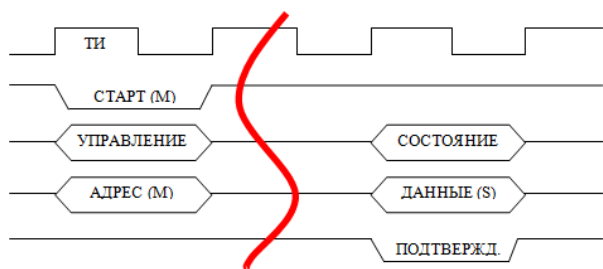 ТИ
СТАРТ (М)
УПРАВЛЕНИЕ
СОСТОЯНИЕ
АДРЕС (М)
ДАННЫЕ (S)
ПОДТВЕРЖД.